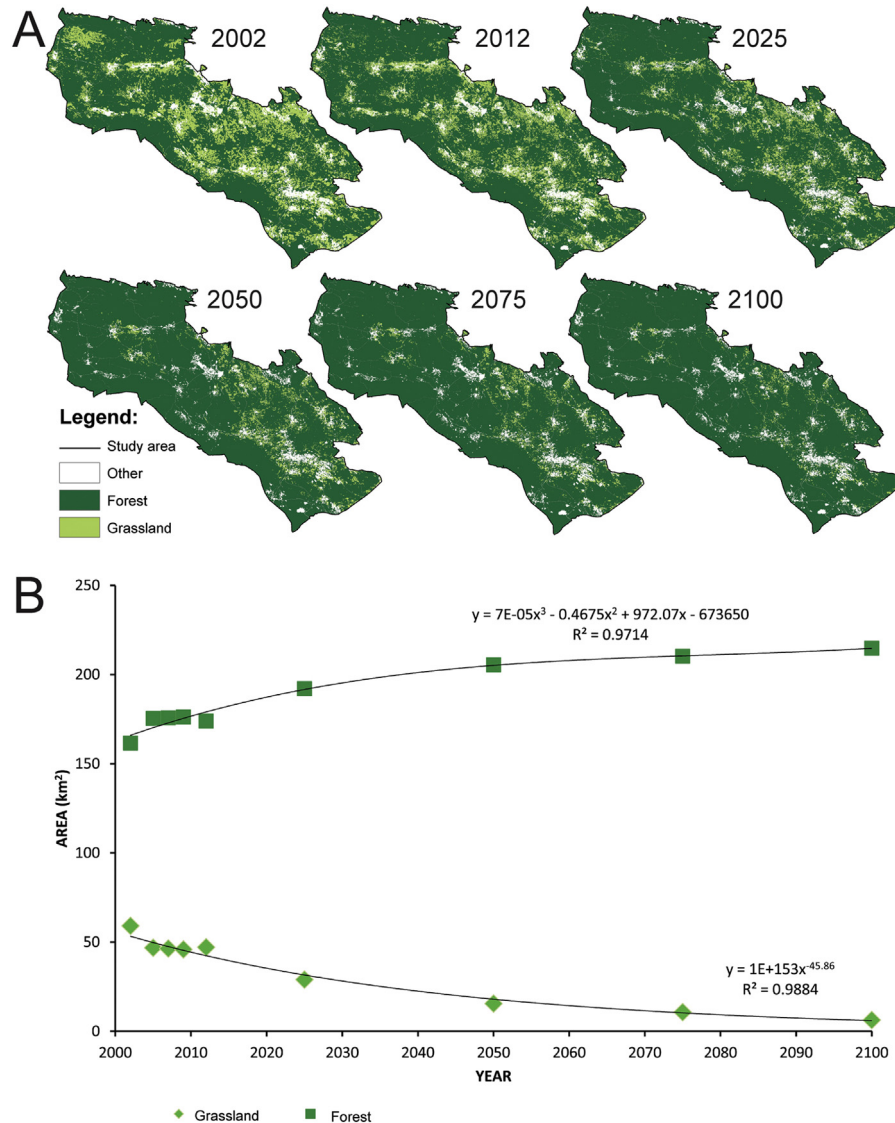 A
2002
2012
2025
2050
2075
2100
Legend:
Study area
Other
Forest
Grassland
B
250
200
150
100
50
0
AREA (km²)
y = 7E-05x³ - 0.4675x² + 972.07x - 673650
R² = 0.9714
y = 1E+153x⁻⁴⁵·⁸⁶
R² = 0.9884
2000 2010 2020 2030 2040 2050 2060 2070 2080 2090 2100
YEAR
Grassland Forest